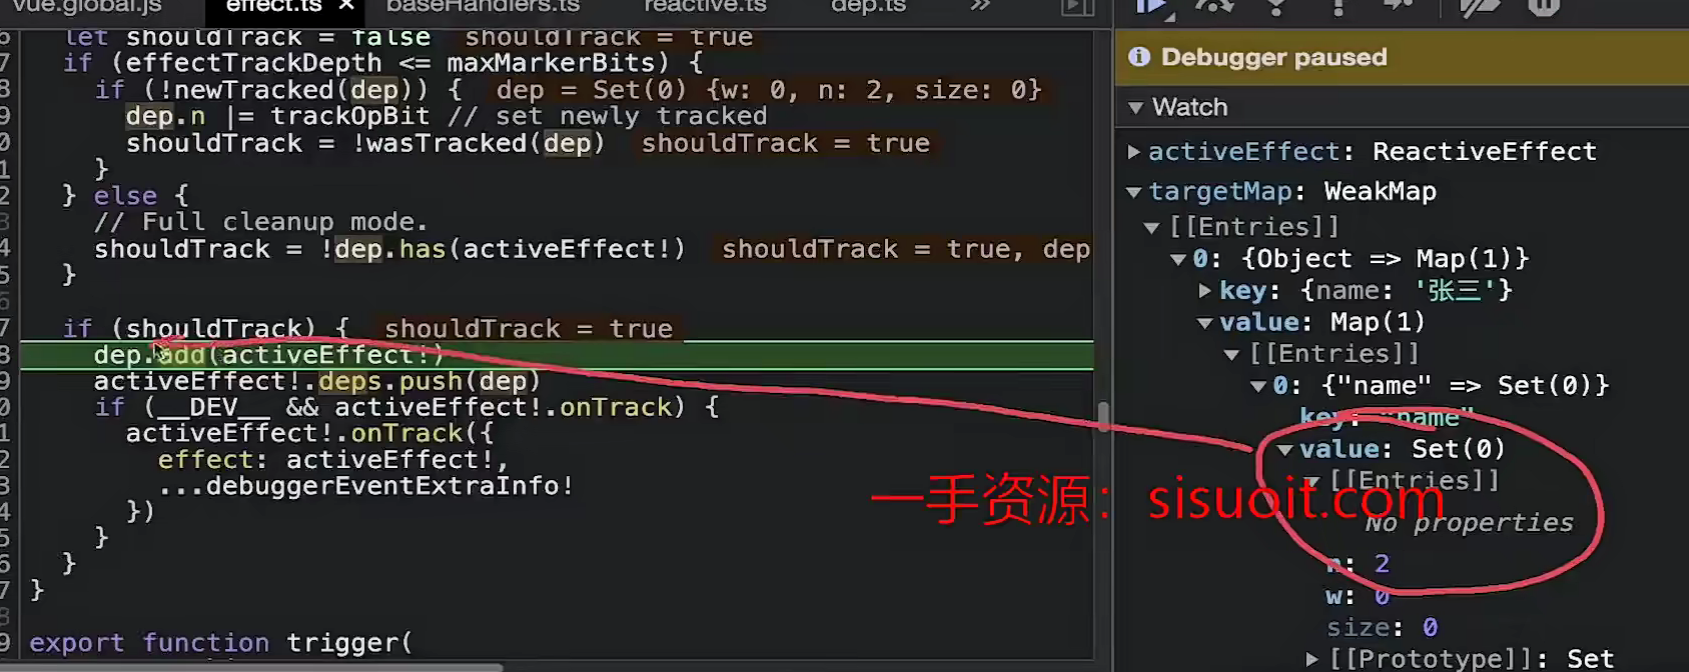 vue.global.js effect.ts × baseHandlers.ts reactive.ts dep.ts »
6 let shouldTrack = false shouldTrack = true
7 if (effectTrackDepth <= maxMarkerBits) {
8 if (!newTracked(dep)) { dep = Set(0) {w: 0, n: 2, size: 0}
9 dep.n |= trackOpBit // set newly tracked
0 shouldTrack = !wasTracked(dep) shouldTrack = true
1 }
2 } else {
3 // Full cleanup mode.
4 shouldTrack = !dep.has(activeEffect!) shouldTrack = true, dep
5 }
6
7 if (shouldTrack) { shouldTrack = true
8 dep.add(activeEffect!)
9 activeEffect!.deps.push(dep)
0 if (__DEV__ && activeEffect!.onTrack) {
1 activeEffect!.onTrack({
2 effect: activeEffect!,
3 ...debuggerEventExtraInfo!
4 })
5 }
6 }
7 }
8
9 export function trigger(
Debugger paused
Watch
activeEffect: ReactiveEffect
targetMap: WeakMap
[[Entries]]
0: {Object => Map(1)}
key: {name: '张三'}
value: Map(1)
[[Entries]]
0: {"name" => Set(0)}
key: "name"
value: Set(0)
[[Entries]]
No properties
n: 2
w: 0
size: 0
[[Prototype]]: Set
一手资源：sisuoit.com